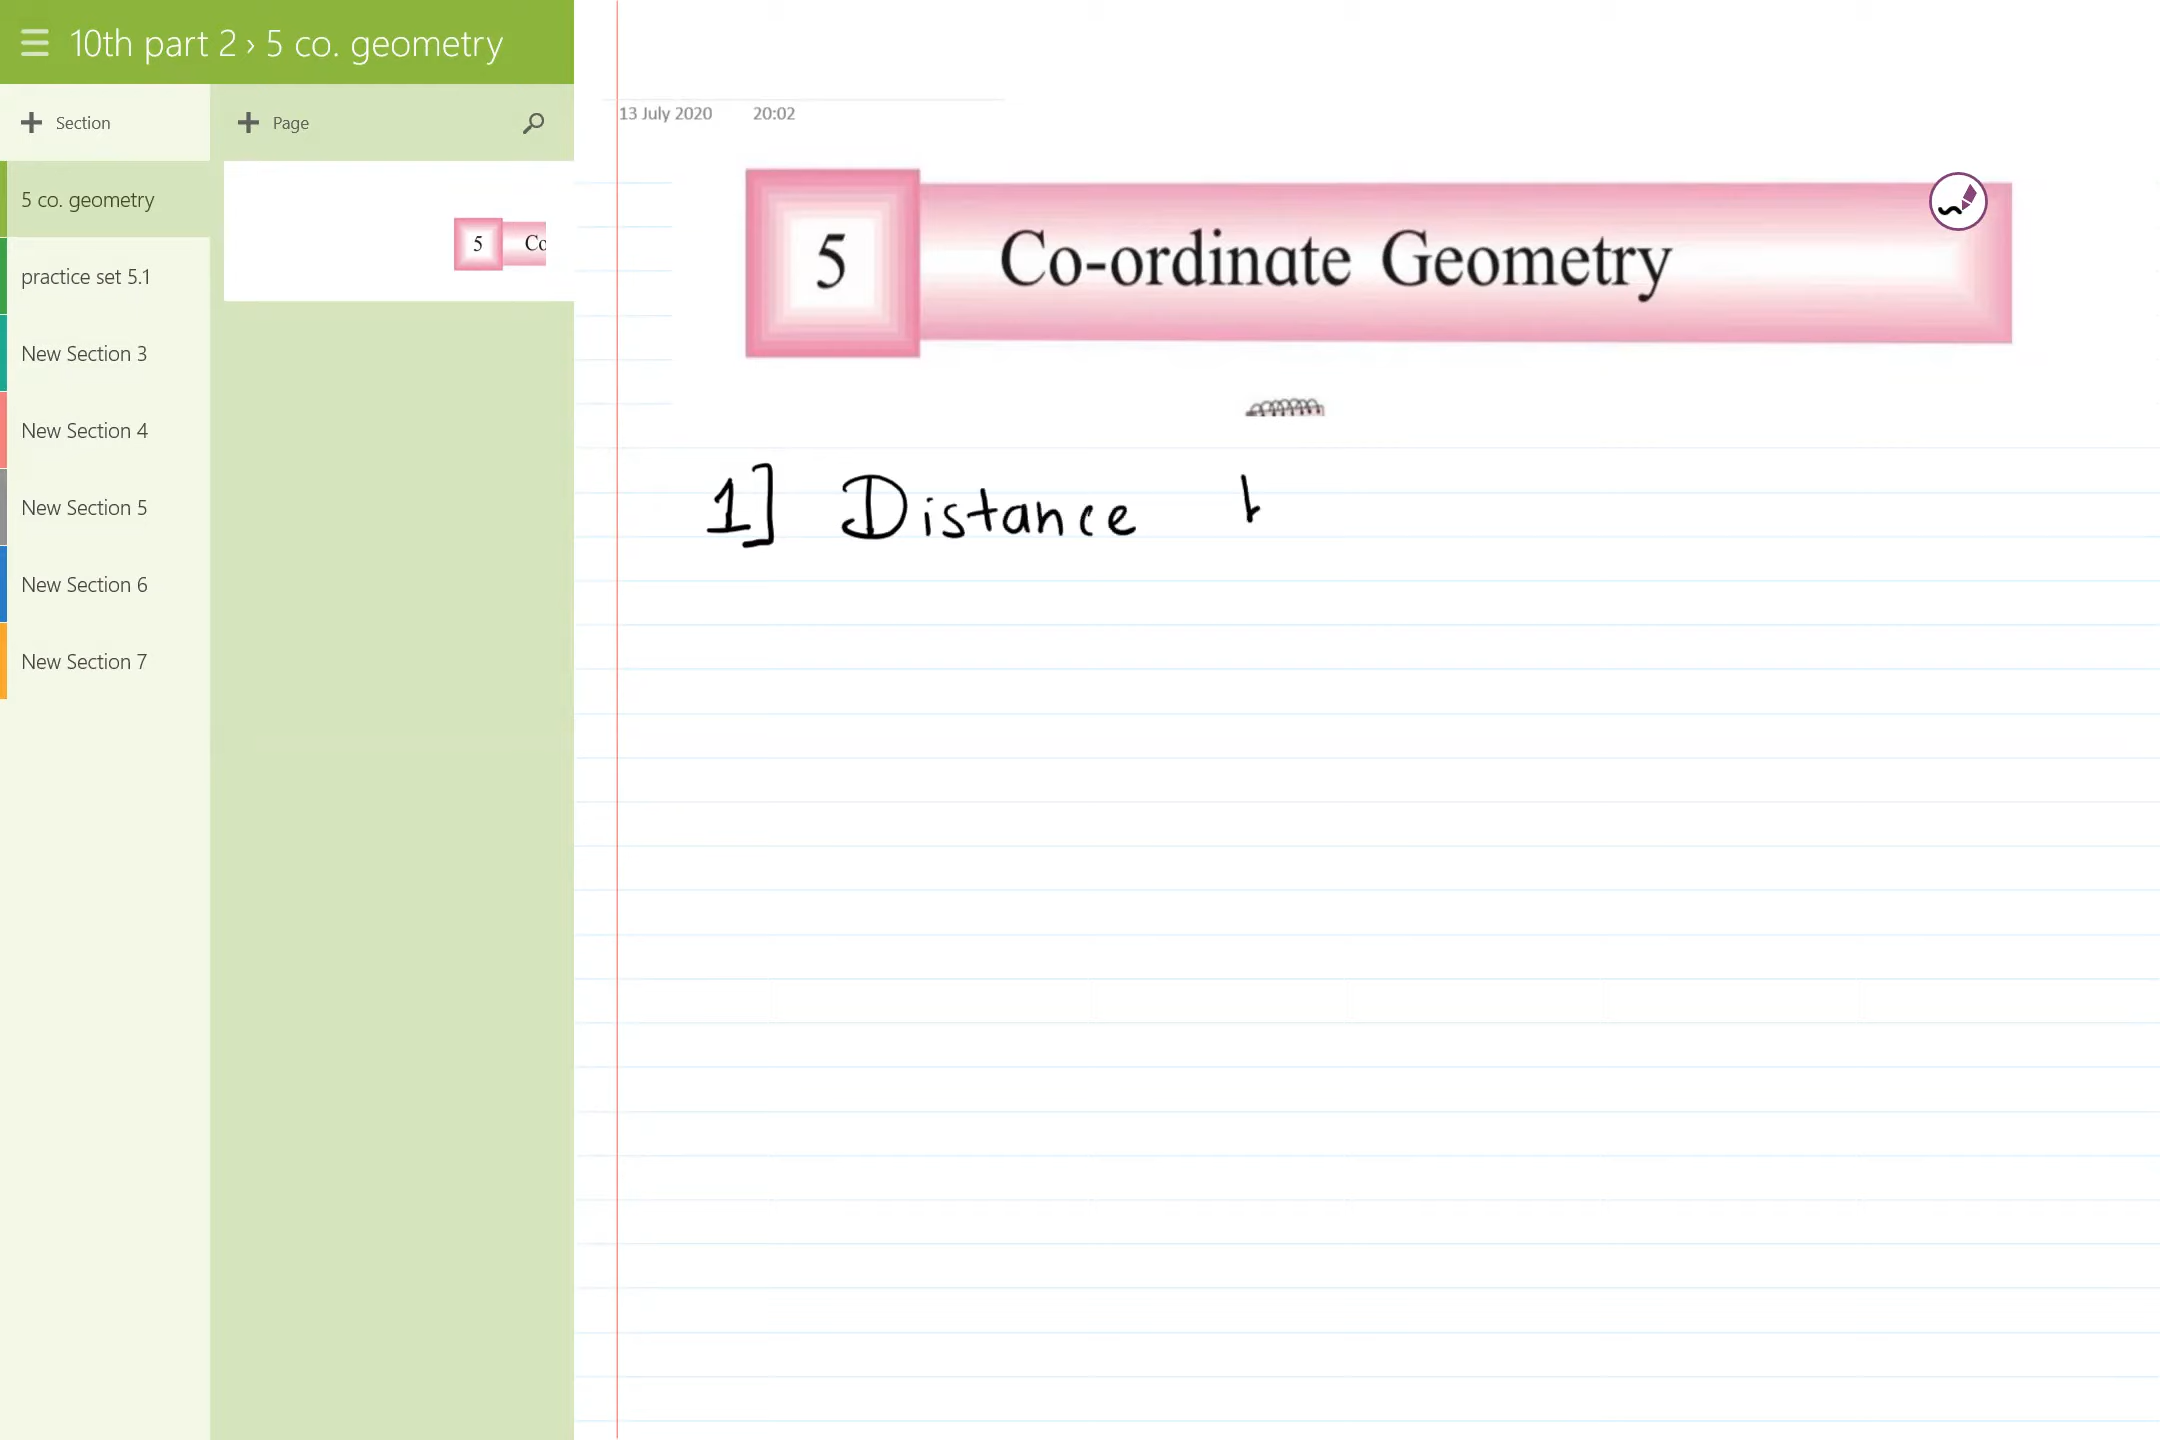 10th part 2 › 5 co. geometry
Section
Page
5 co. geometry
practice set 5.1
New Section 3
New Section 4
New Section 5
New Section 6
New Section 7
5 Co
13 July 2020 20:02
5 Co-ordinate Geometry
1] Distance